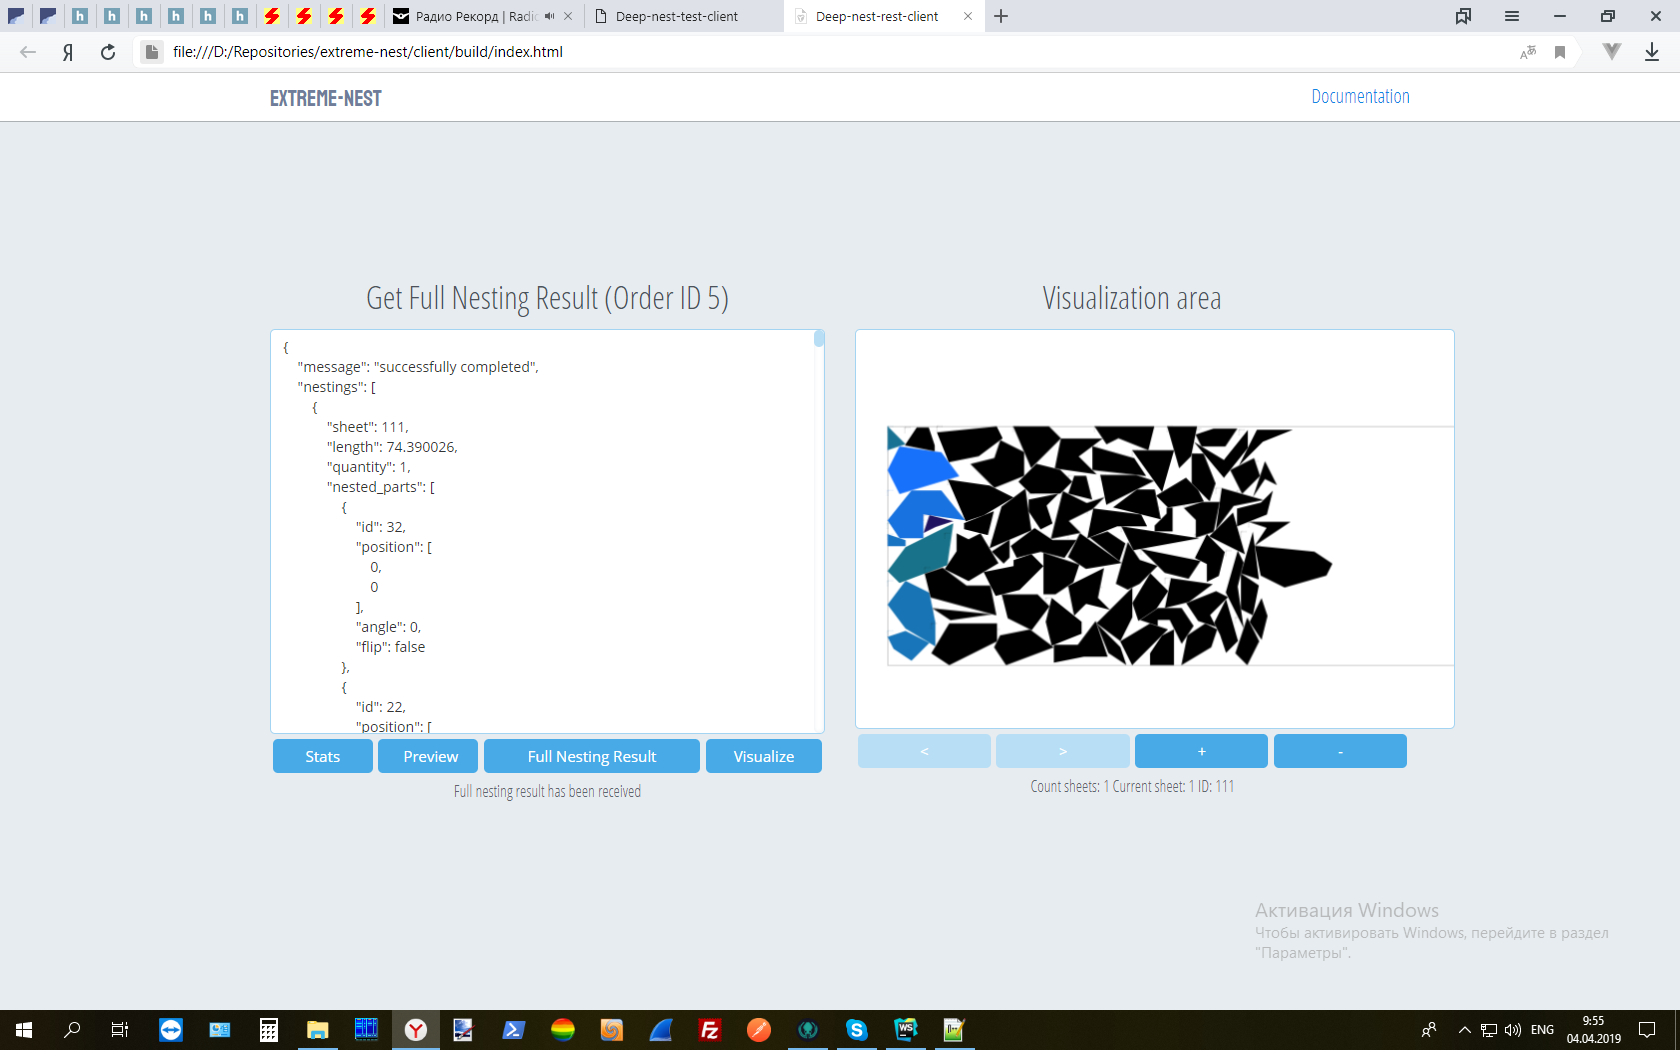 Радио Рекорд | Radio
Deep-nest-test-client
Deep-nest-rest-client
file:///D:/Repositories/extreme-nest/client/build/index.html
EXTREME-NEST
Documentation
Get Full Nesting Result (Order ID 5)
{
"message": "successfully completed",
"nestings": [
{
"sheet": 111,
"length": 74.390026,
"quantity": 1,
"nested_parts": [
{
"id": 32,
"position": [
0,
0
],
"angle": 0,
"flip": false
},
{
"id": 22,
"position": [
Stats
Preview
Full Nesting Result
Visualize
Full nesting result has been received
Visualization area
<
>
+
-
Count sheets: 1 Current sheet: 1 ID: 111
Активация Windows
Чтобы активировать Windows, перейдите в раздел
"Параметры".
ENG
9:55
04.04.2019